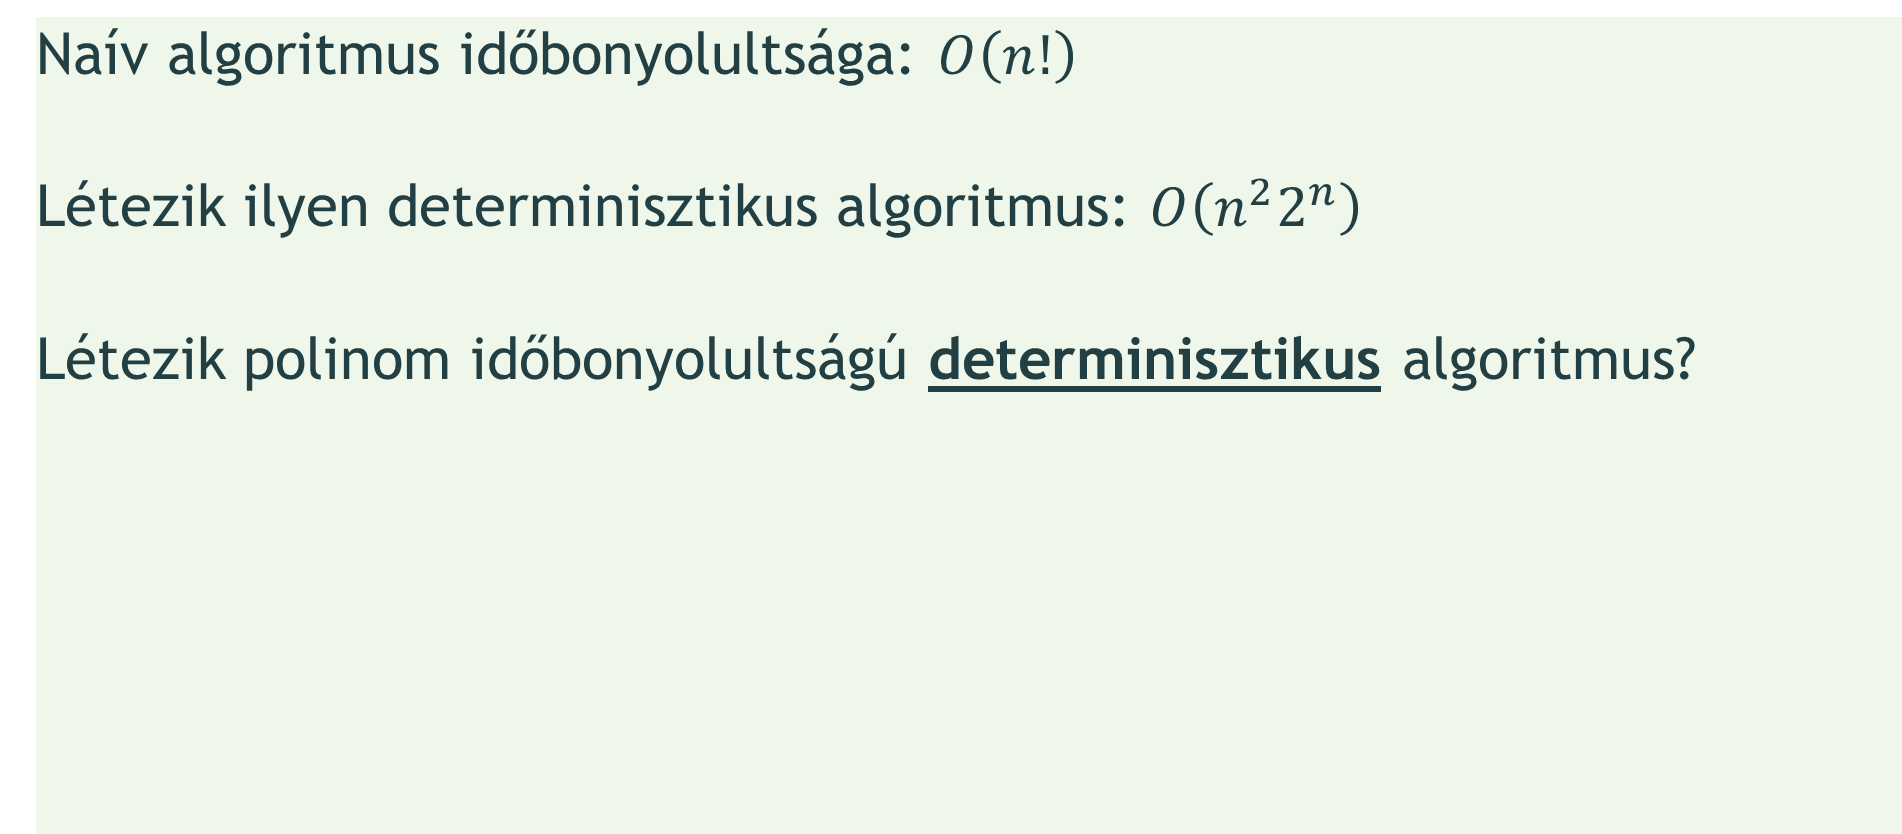 Naív algoritmus időbonyolultsága: O(n!)
Létezik ilyen determinisztikus algoritmus: O(n²2ⁿ)
Létezik polinom időbonyolultságú determinisztikus algoritmus?